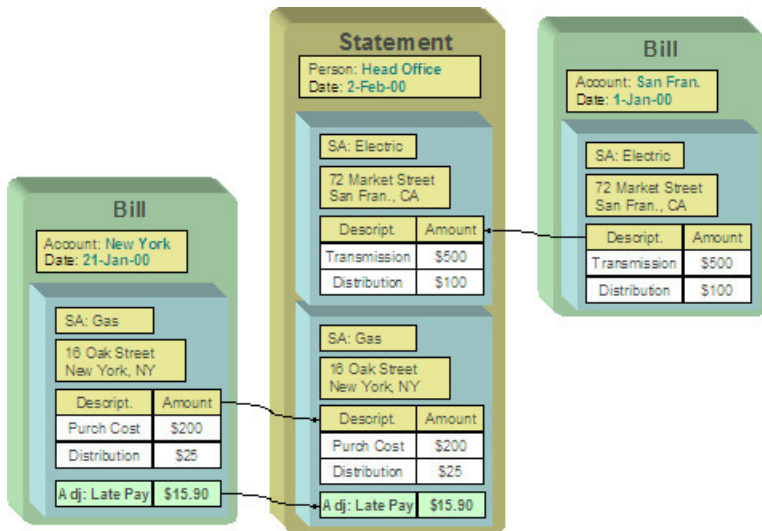 Bill
Account: New York
Date: 21-Jan-00
SA: Gas
16 Oak Street
New York, NY
Descript. Amount
Purch Cost $200
Distribution $25
Adj: Late Pay $15.90
Statement
Person: Head Office
Date: 2-Feb-00
SA: Electric
72 Market Street
San Fran., CA
Descript. Amount
Transmission $500
Distribution $100
SA: Gas
16 Oak Street
New York, NY
Descript. Amount
Purch Cost $200
Distribution $25
Adj: Late Pay $15.90
Bill
Account: San Fran.
Date: 1-Jan-00
SA: Electric
72 Market Street
San Fran., CA
Descript. Amount
Transmission $500
Distribution $100